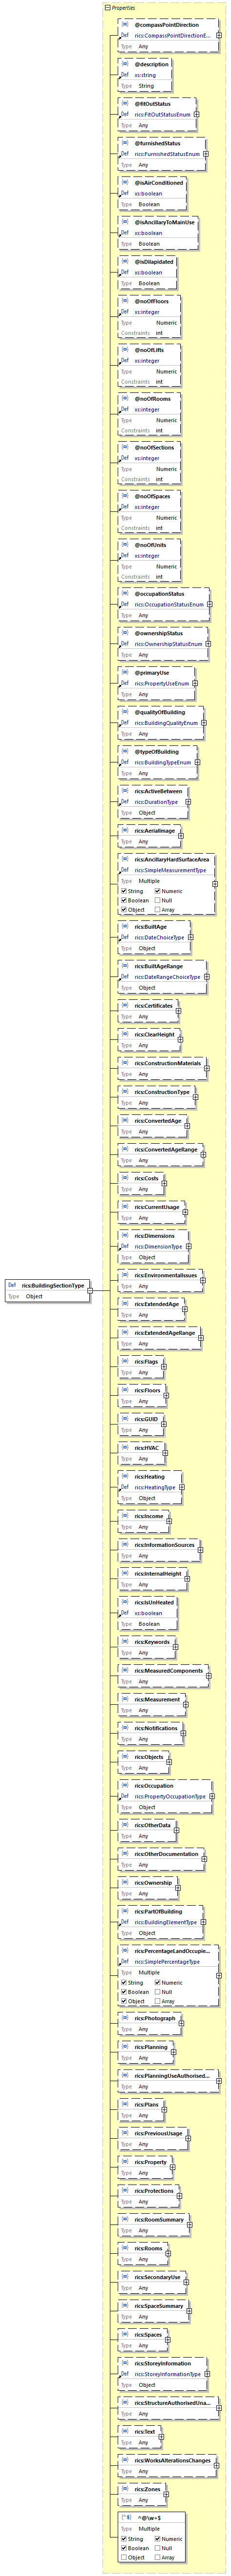 Properties
@compassPointDirection
Def rics:CompassPointDirectionE...
Type Any
@description
Def xs:string
Type String
@fitOutStatus
Def rics:FitOutStatusEnum
Type Any
@furnishedStatus
Def rics:FurnishedStatusEnum
Type Any
@isAirConditioned
Def xs:boolean
Type Boolean
@isAncillaryToMainUse
Def xs:boolean
Type Boolean
@isDilapidated
Def xs:boolean
Type Boolean
@noOfFloors
Def xs:integer
Type Numeric
Constraints int
@noOfLifts
Def xs:integer
Type Numeric
Constraints int
@noOfRooms
Def xs:integer
Type Numeric
Constraints int
@noOfSections
Def xs:integer
Type Numeric
Constraints int
@noOfSpaces
Def xs:integer
Type Numeric
Constraints int
@noOfUnits
Def xs:integer
Type Numeric
Constraints int
@occupationStatus
Def rics:OccupationStatusEnum
Type Any
@ownershipStatus
Def rics:OwnershipStatusEnum
Type Any
@primaryUse
Def rics:PropertyUseEnum
Type Any
@qualityOfBuilding
Def rics:BuildingQualityEnum
Type Any
@typeOfBuilding
Def rics:BuildingTypeEnum
Type Any
rics:ActiveBetween
Def rics:DurationType
Type Object
rics:AerialImage
Type Any
rics:AncillaryHardSurfaceArea
Def rics:SimpleMeasurementType
Type Multiple
String Numeric
Boolean Null
Object Array
rics:BuiltAge
Def rics:DateChoiceType
Type Object
rics:BuiltAgeRange
Def rics:DateRangeChoiceType
Type Object
rics:Certificates
Type Any
rics:ClearHeight
Type Any
rics:ConstructionMaterials
Type Any
rics:ConstructionType
Type Any
rics:ConvertedAge
Type Any
rics:ConvertedAgeRange
Type Any
rics:Costs
Type Any
rics:CurrentUsage
Type Any
rics:Dimensions
Def rics:DimensionType
Type Object
rics:EnvironmentalIssues
Type Any
Def rics:BuildingSectionType
Type Object
rics:ExtendedAge
Type Any
rics:ExtendedAgeRange
Type Any
rics:Flags
Type Any
rics:Floors
Type Any
rics:GUID
Type Any
rics:HVAC
Type Any
rics:Heating
Def rics:HeatingType
Type Object
rics:Income
Type Any
rics:InformationSources
Type Any
rics:InternalHeight
Type Any
rics:IsUnHeated
Def xs:boolean
Type Boolean
rics:Keywords
Type Any
rics:MeasuredComponents
Type Any
rics:Measurement
Type Any
rics:Notifications
Type Any
rics:Objects
Type Any
rics:Occupation
Def rics:PropertyOccupationType
Type Object
rics:OtherData
Type Any
rics:OtherDocumentation
Type Any
rics:Ownership
Type Any
rics:PartOfBuilding
Def rics:BuildingElementType
Type Object
rics:PercentageLandOccupie...
Def rics:SimplePercentageType
Type Multiple
String Numeric
Boolean Null
Object Array
rics:Photograph
Type Any
rics:Planning
Type Any
rics:PlanningUseAuthorised...
Type Any
rics:Plans
Type Any
rics:PreviousUsage
Type Any
rics:Property
Type Any
rics:Protections
Type Any
rics:RoomSummary
Type Any
rics:Rooms
Type Any
rics:SecondaryUse
Type Any
rics:SpaceSummary
Type Any
rics:Spaces
Type Any
rics:StoreyInformation
Def rics:StoreyInformationType
Type Object
rics:StructureAuthorisedUna...
Type Any
rics:Text
Type Any
rics:WorksAlterationsChanges
Type Any
rics:Zones
Type Any
^@\w+$
Type Multiple
String Numeric
Boolean Null
Object Array